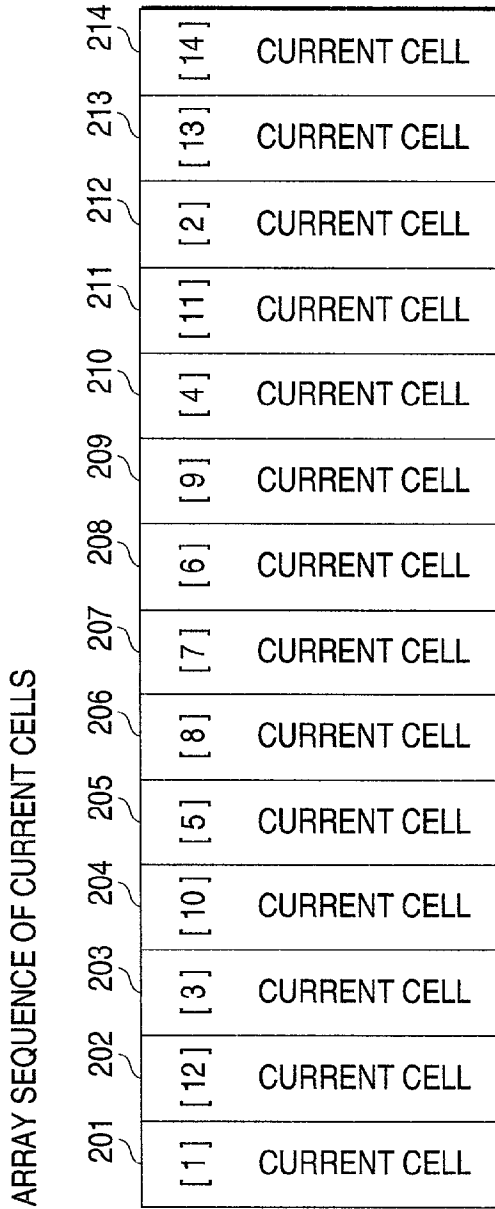 ARRAY SEQUENCE OF CURRENT CELLS
201 202 203 204 205 206 207 208 209 210 211 212 213 214
[1] [12] [3] [10] [5] [8] [7] [6] [9] [4] [11] [2] [13] [14]
CURRENT CELL CURRENT CELL CURRENT CELL CURRENT CELL CURRENT CELL CURRENT CELL CURRENT CELL CURRENT CELL CURRENT CELL CURRENT CELL CURRENT CELL CURRENT CELL CURRENT CELL CURRENT CELL